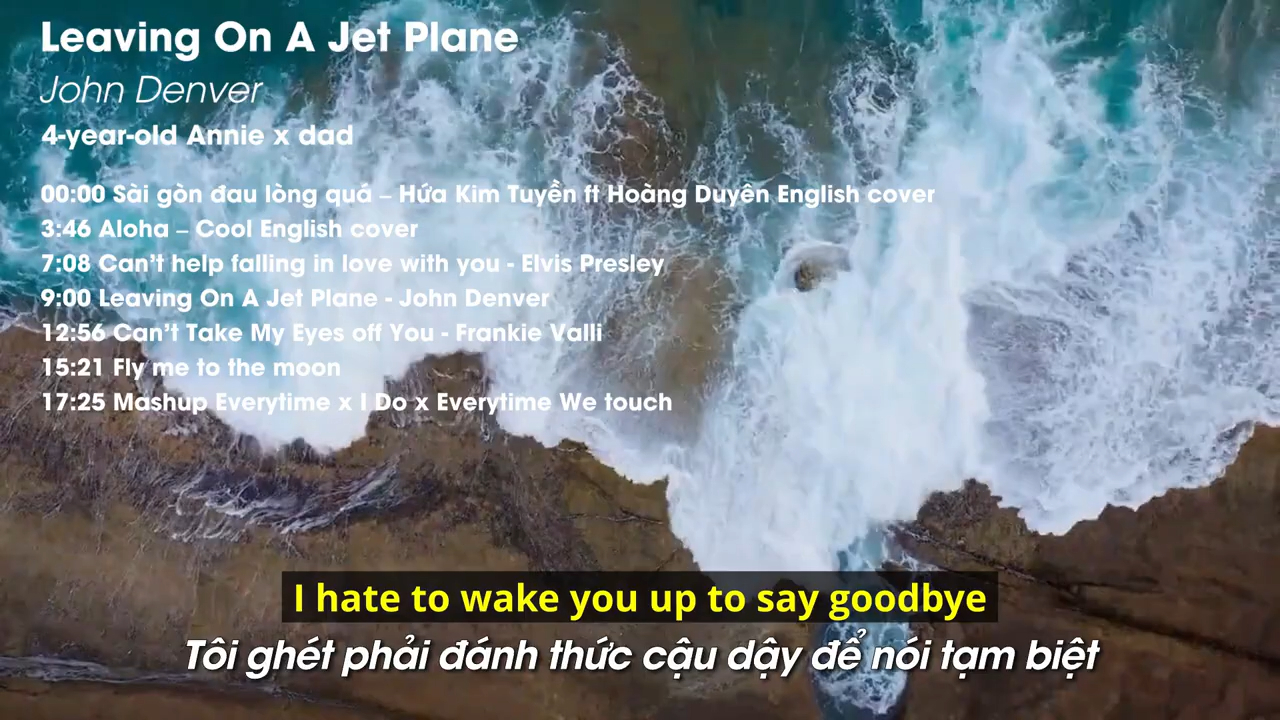 Leaving On A Jet Plane
John Denver
4-year-old Annie x dad
00:00 Sài gòn đau lòng quá – Hứa Kim Tuyền ft Hoàng Duyên English cover
3:46 Aloha – Cool English cover
7:08 Can't help falling in love with you - Elvis Presley
9:00 Leaving On A Jet Plane - John Denver
12:56 Can't Take My Eyes off You - Frankie Valli
15:21 Fly me to the moon
17:25 Mashup Everytime x I Do x Everytime We touch
I hate to wake you up to say goodbye
Tôi ghét phải đánh thức cậu dậy để nói tạm biệt